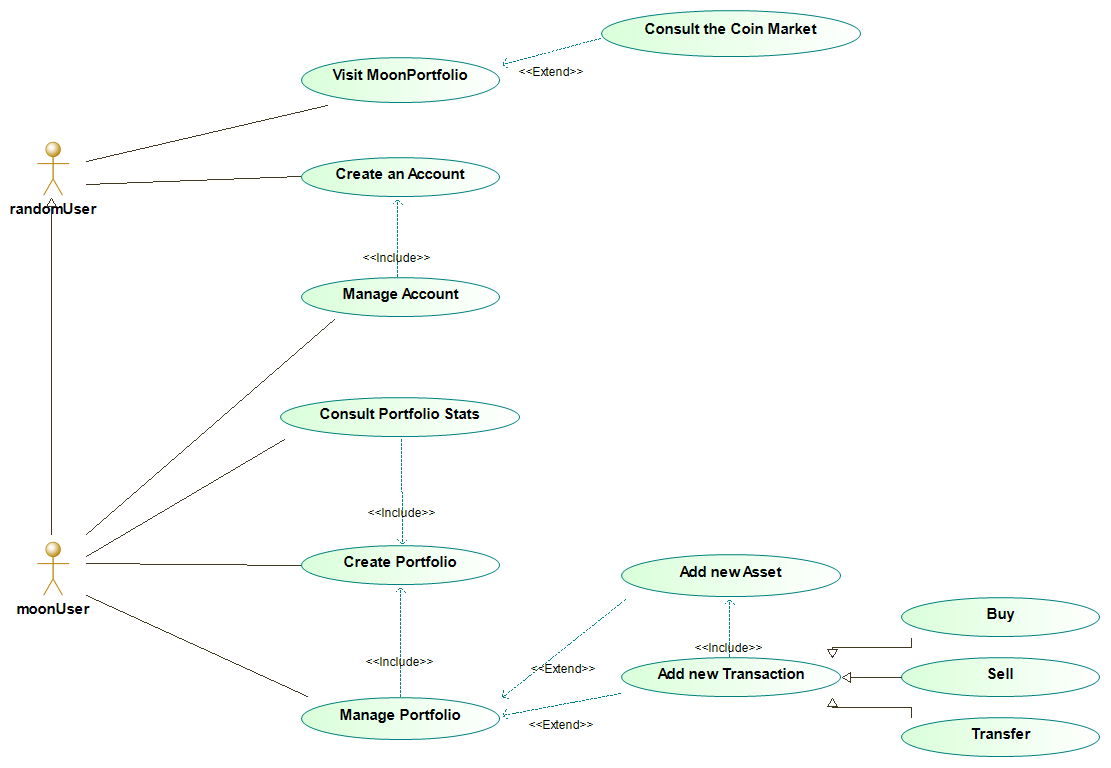 Consult the Coin Market
Visit MoonPortfolio
<<Extend>>
Create an Account
randomUser
<<Include>>
Manage Account
Consult Portfolio Stats
<<Include>>
Create Portfolio
Add new Asset
moonUser
Buy
<<Include>>
<<Include>>
<<Extend>>
Add new Transaction
Sell
Manage Portfolio
<<Extend>>
Transfer